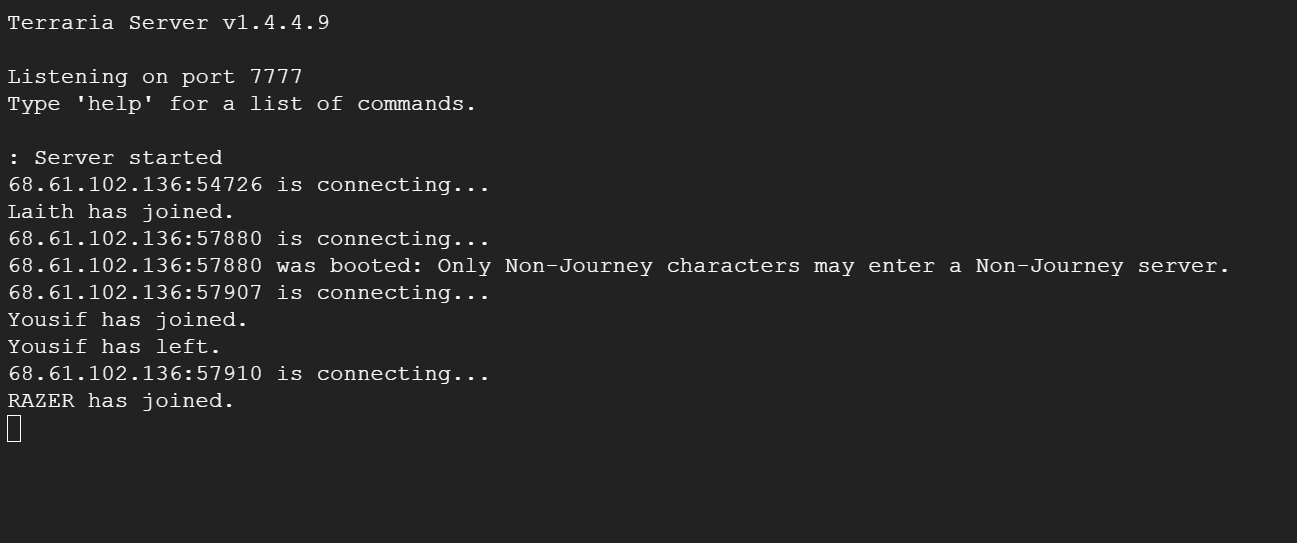 Terraria Server v1.4.4.9
Listening on port 7777
Type 'help' for a list of commands.
: Server started
68.61.102.136:54726 is connecting...
Laith has joined.
68.61.102.136:57880 is connecting...
68.61.102.136:57880 was booted: Only Non-Journey characters may enter a Non-Journey server.
68.61.102.136:57907 is connecting...
Yousif has joined.
Yousif has left.
68.61.102.136:57910 is connecting...
RAZER has joined.